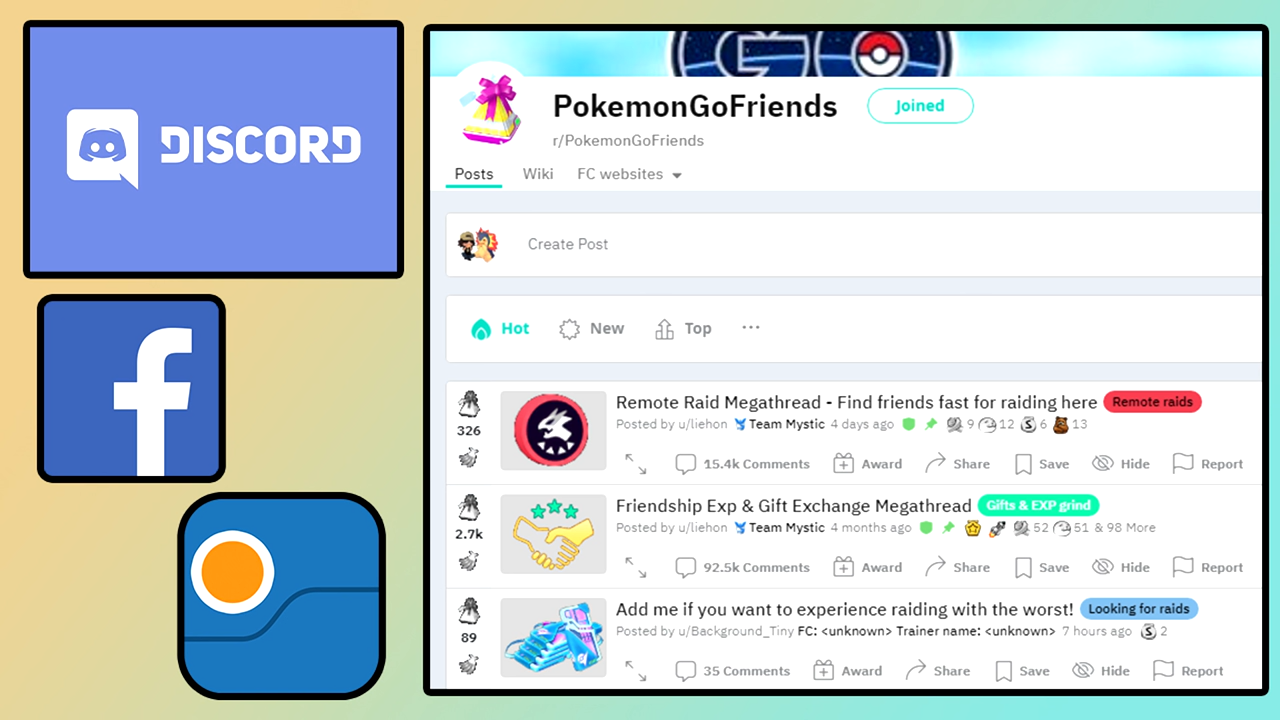 DISCORD
GO
PokemonGoFriends
Joined
r/PokemonGoFriends
Posts Wiki FC websites
Create Post
Hot New Top ...
Remote Raid Megathread - Find friends fast for raiding here Remote raids
326
Posted by u/liehon Team Mystic 4 days ago 9 12 6 13
15.4k Comments Award Share Save Hide Report
Friendship Exp & Gift Exchange Megathread Gifts & EXP grind
2.7k
Posted by u/liehon Team Mystic 4 months ago 52 51 & 98 More
92.5k Comments Award Share Save Hide Report
Add me if you want to experience raiding with the worst! Looking for raids
89
Posted by u/Background_Tiny FC: <unknown> Trainer name: <unknown> 7 hours ago 2
35 Comments Award Share Save Hide Report